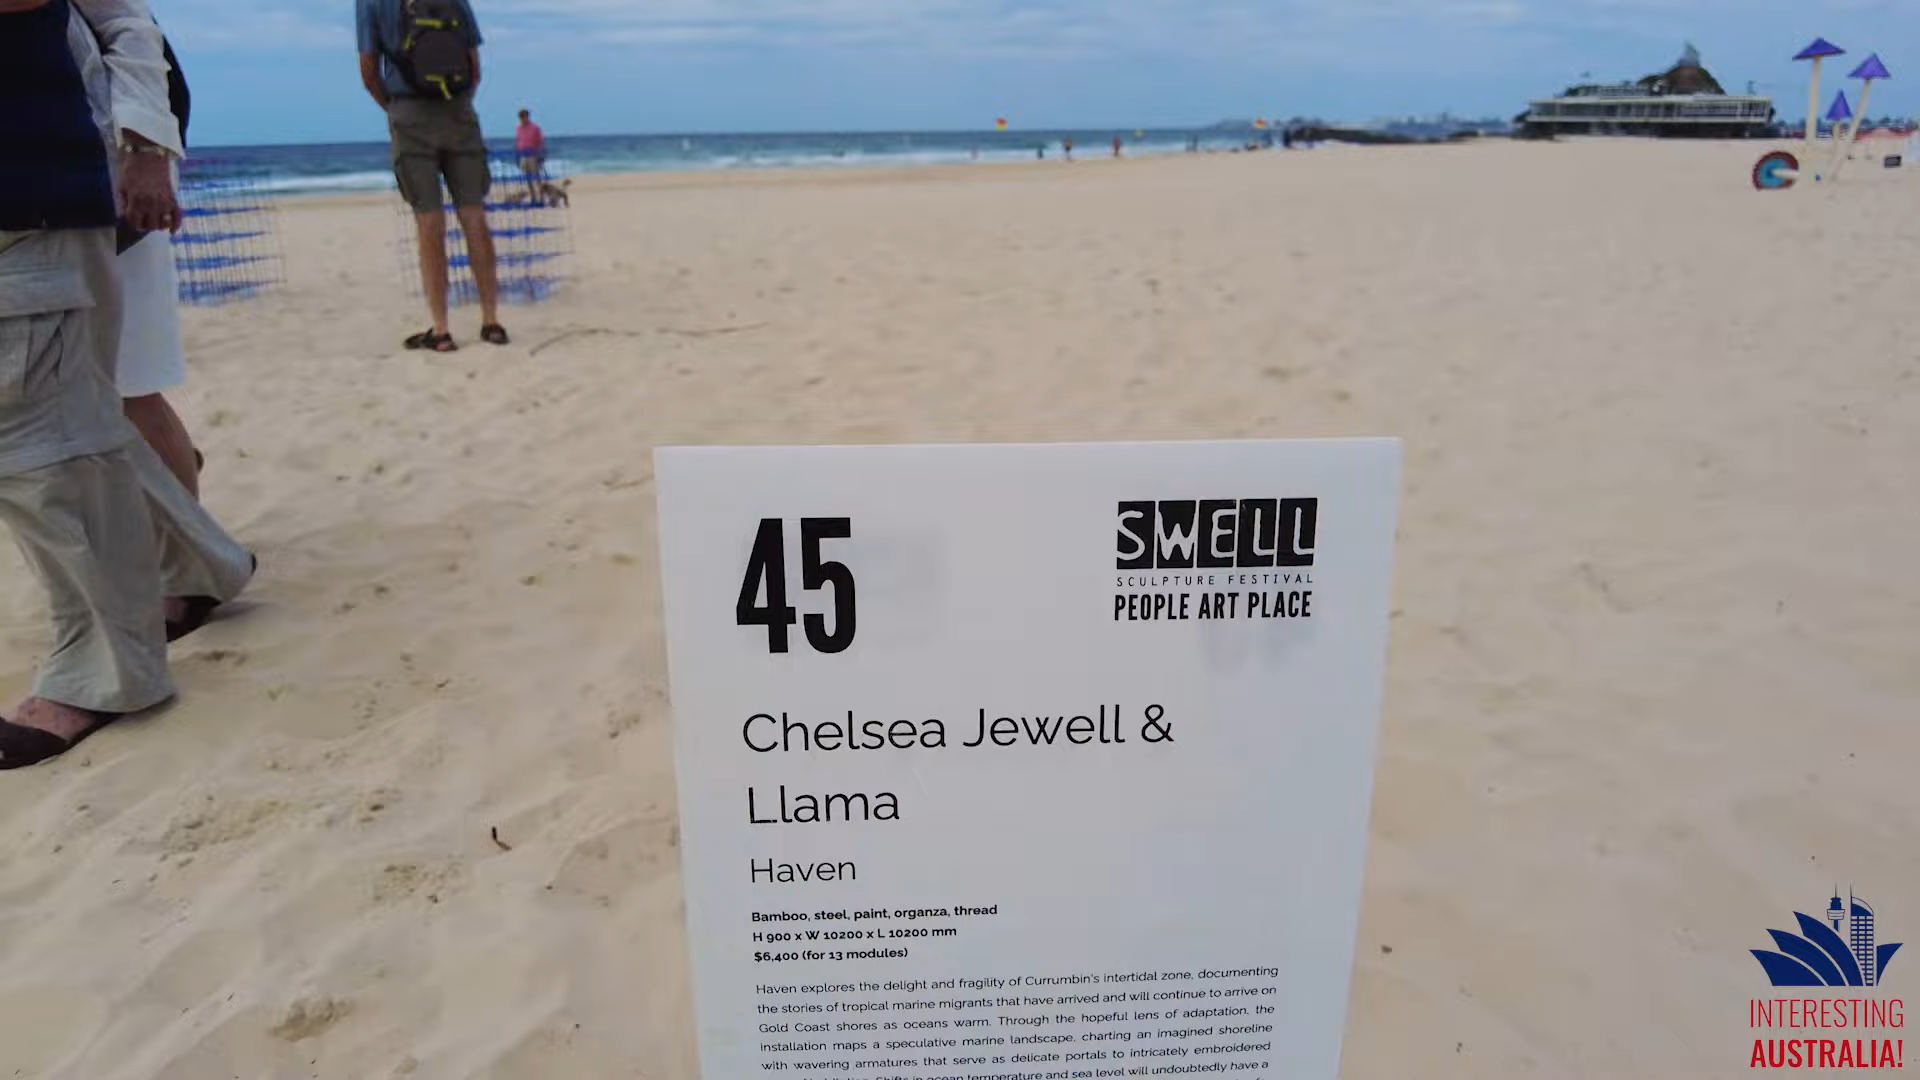 45
SWELL
SCULPTURE FESTIVAL
PEOPLE ART PLACE
Chelsea Jewell &
Llama
Haven
Bamboo, steel, paint, organza, thread
H 900 x W 10200 x L 10200 mm
$6,400 (for 13 modules)
Haven explores the delight and fragility of Currumbin's intertidal zone, documenting
the stories of tropical marine migrants that have arrived and will continue to arrive on
Gold Coast shores as oceans warm. Through the hopeful lens of adaptation, the
installation maps a speculative marine landscape, charting an imagined shoreline
with wavering armatures that serve as delicate portals to intricately embroidered
Shifts in ocean temperature and sea level will undoubtedly have a
INTERESTING
AUSTRALIA!